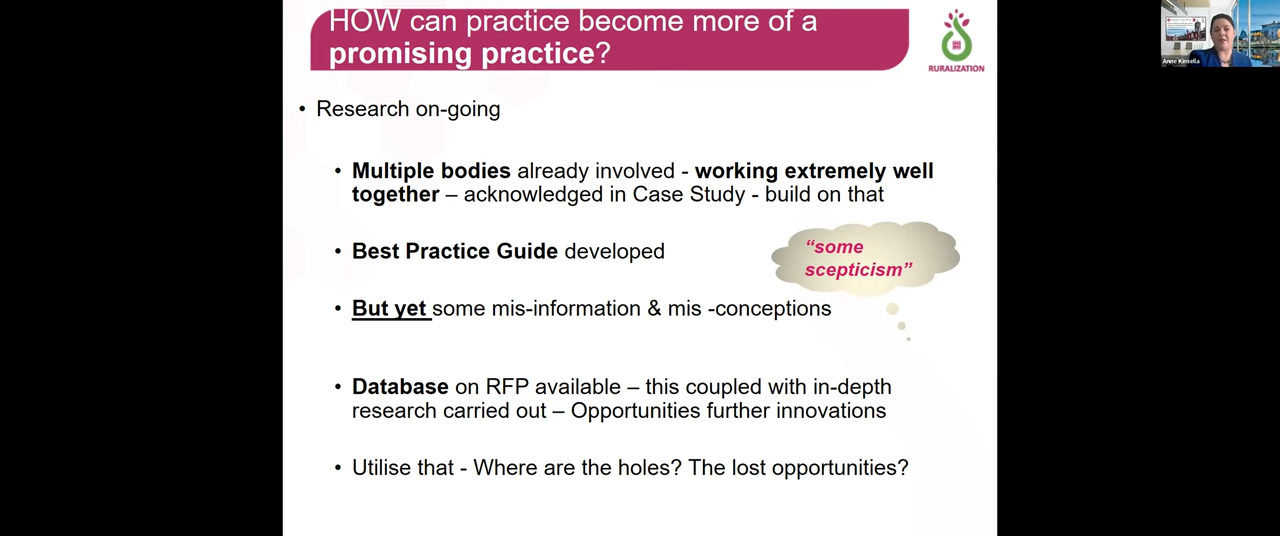 HOW can practice become more of a
promising practice?
RURALIZATION
Anne Kinsella
• Research on-going
• Multiple bodies already involved - working extremely well
together – acknowledged in Case Study - build on that
• Best Practice Guide developed
“some
scepticism”
• But yet some mis-information & mis -conceptions
• Database on RFP available – this coupled with in-depth
research carried out – Opportunities further innovations
• Utilise that - Where are the holes? The lost opportunities?